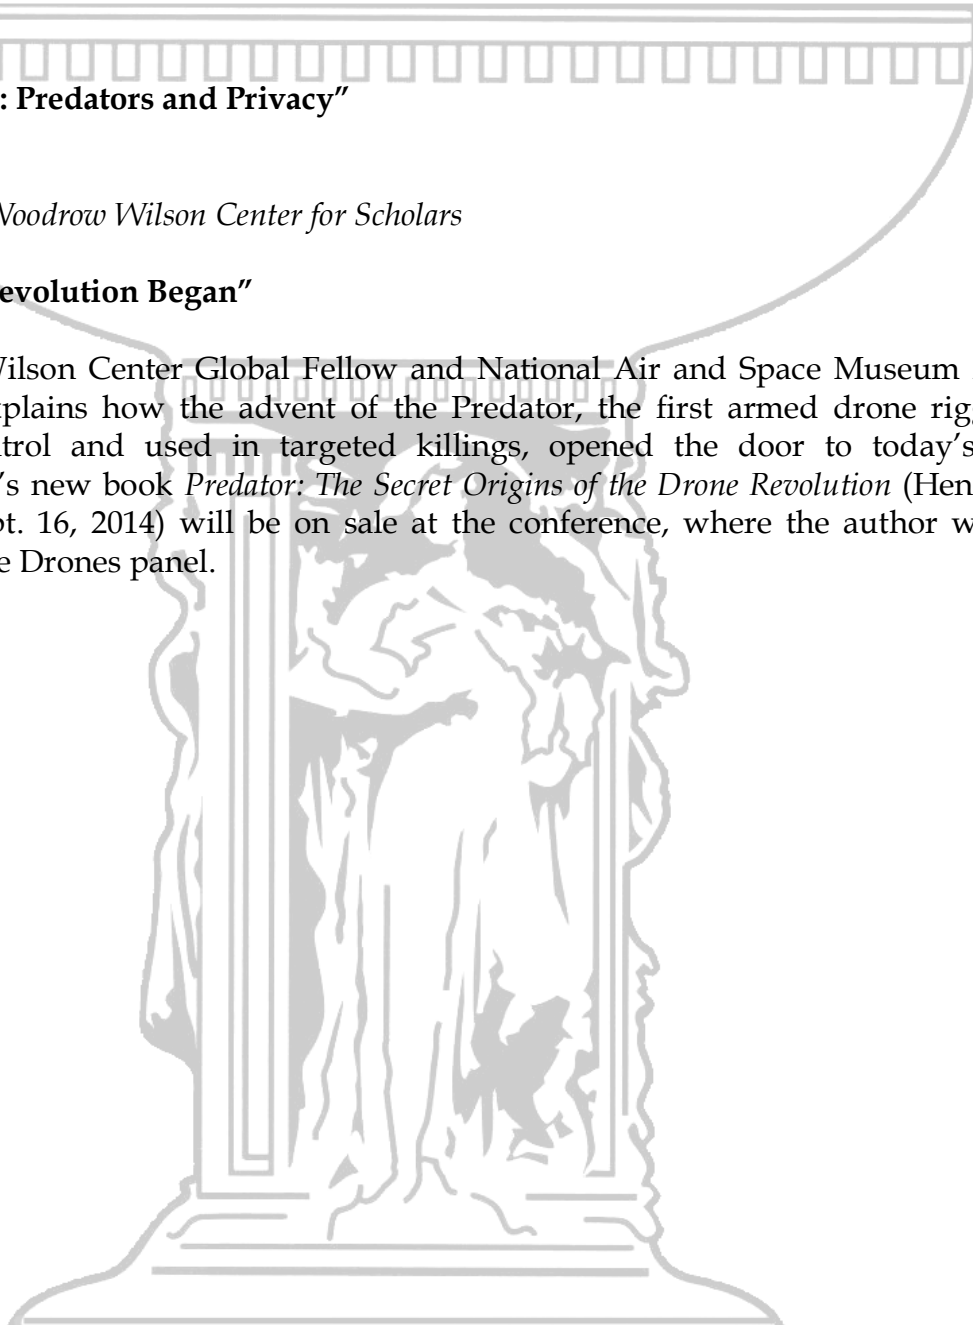 : Predators and Privacy”
Woodrow Wilson Center for Scholars
evolution Began”
Wilson Center Global Fellow and National Air and Space Museum
xplains how the advent of the Predator, the first armed drone rigg
trol and used in targeted killings, opened the door to today’s
’s new book Predator: The Secret Origins of the Drone Revolution (Hen
pt. 16, 2014) will be on sale at the conference, where the author w
e Drones panel.